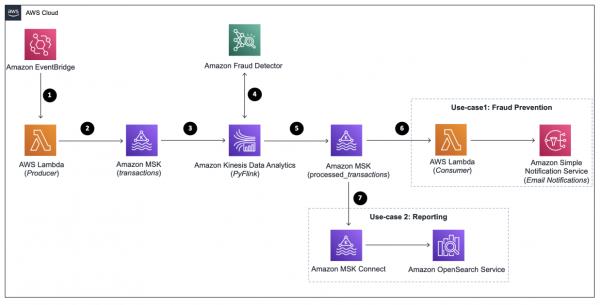 aws
AWS Cloud
Amazon EventBridge
Amazon Fraud Detector
1
4
Use-case1: Fraud Prevention
2
3
5
6
AWS Lambda
(Producer)
Amazon MSK
(transactions)
Amazon Kinesis Data Analytics
(PyFlink)
Amazon MSK
(processed_transactions)
AWS Lambda
(Consumer)
Amazon Simple
Notification Service
(Email Notifications)
7
Use-case 2: Reporting
Amazon MSK Connect
Amazon OpenSearch Service